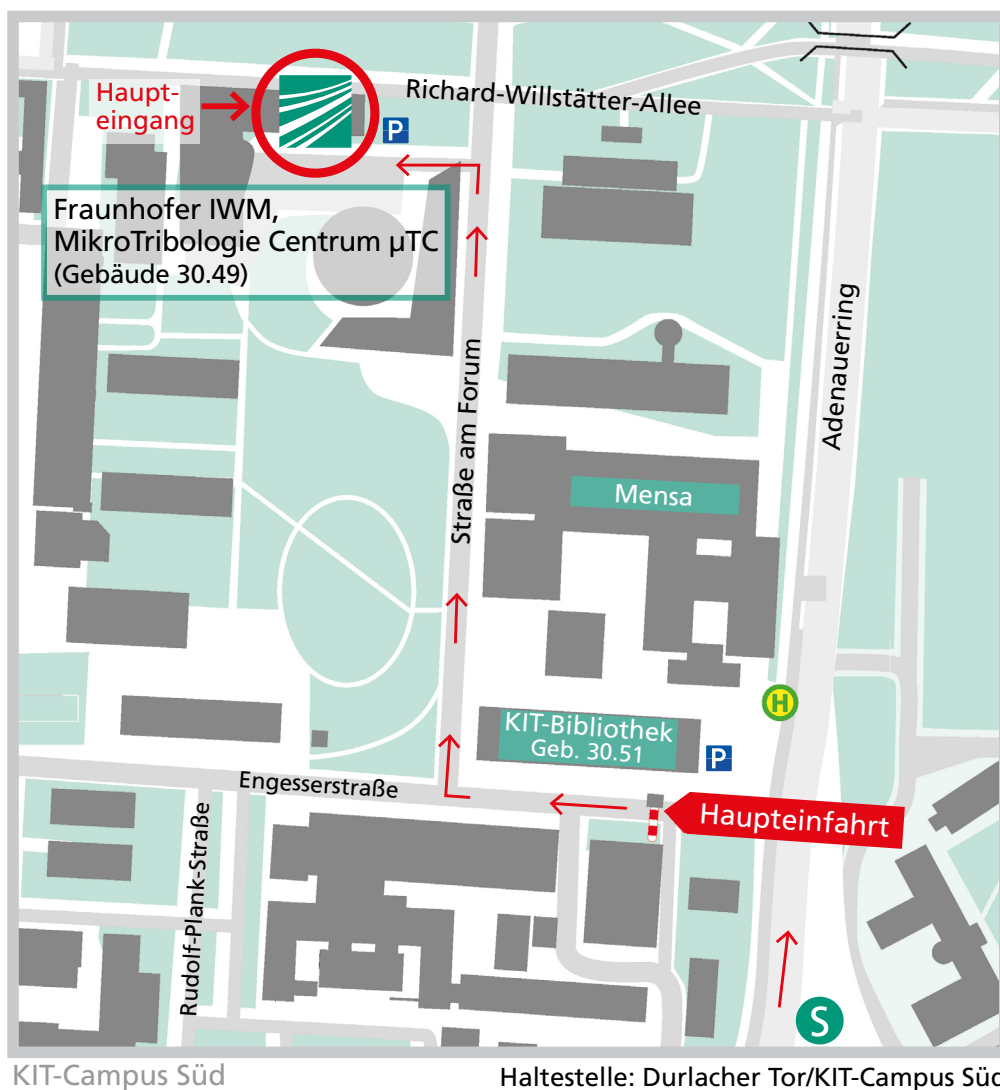 Richard-Willstätter-Allee
Haupt-
eingang
P
Fraunhofer IWM,
MikroTribologie Centrum µTC
(Gebäude 30.49)
Adenauerring
Straße am Forum
Mensa
H
KIT-Bibliothek
Geb. 30.51
P
Engesserstraße
Haupteinfahrt
Rudolf-Plank-Straße
S
KIT-Campus Süd
Haltestelle: Durlacher Tor/KIT-Campus Süd